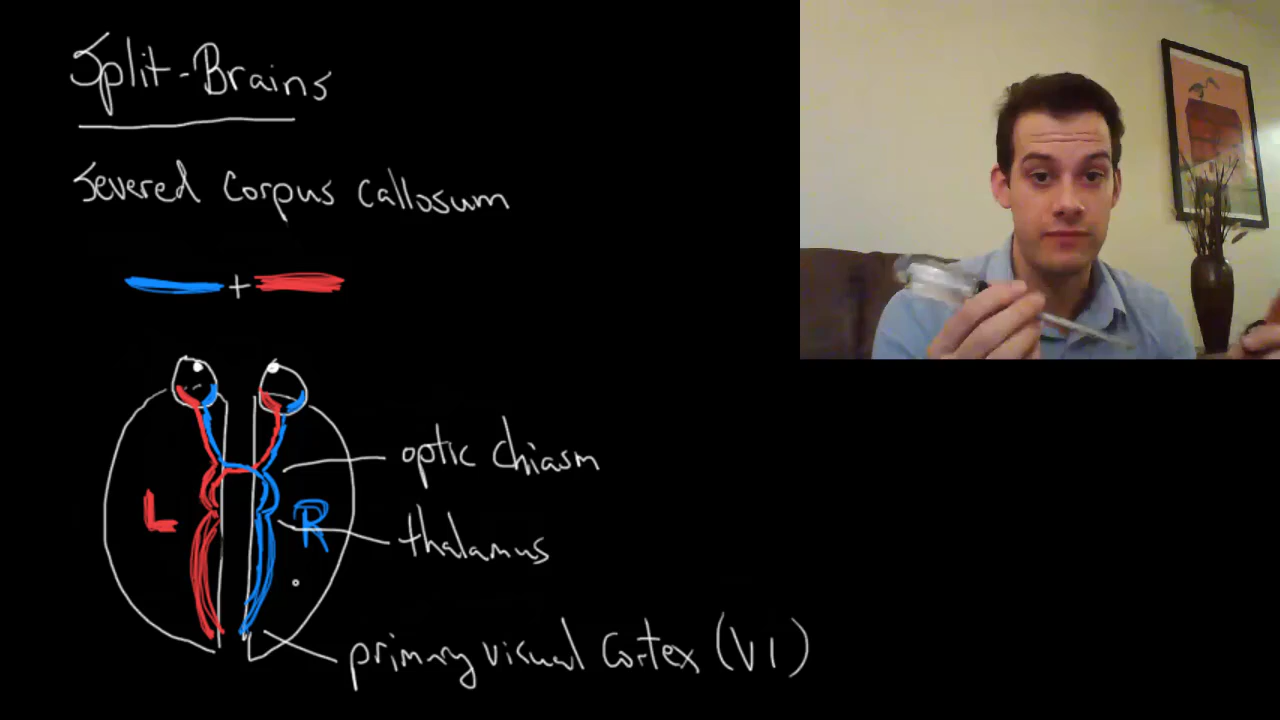 Split-Brains
Severed corpus callosum
+
L
R
optic chiasm
thalamus
primary visual cortex (V1)